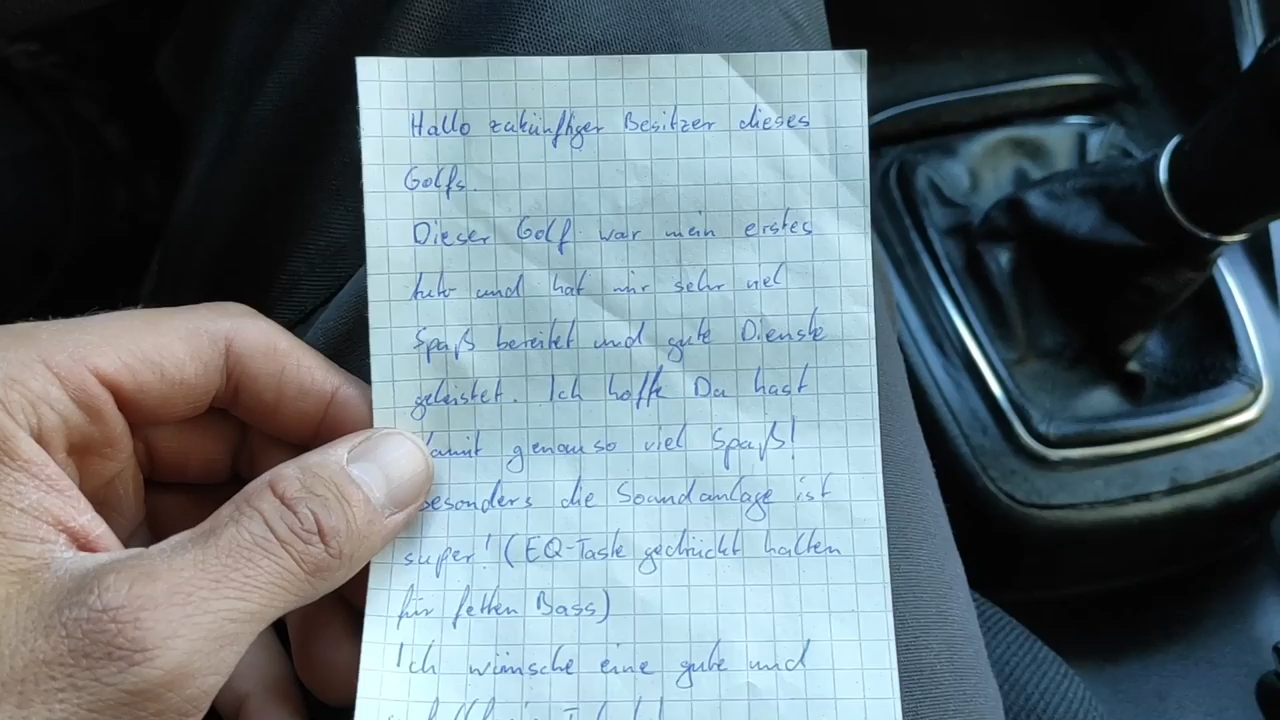 Hallo zukünftiger Besitzer dieses
Golfs.
Dieser Golf war mein erstes
Auto und hat mir sehr viel
Spaß bereitet und gute Dienste
geleistet. Ich hoffe Du hast
damit genauso viel Spaß!
Besonders die Soundanlage ist
super! (EQ-Taste gedrückt halten
für fetten Bass)
Ich wünsche eine gute und